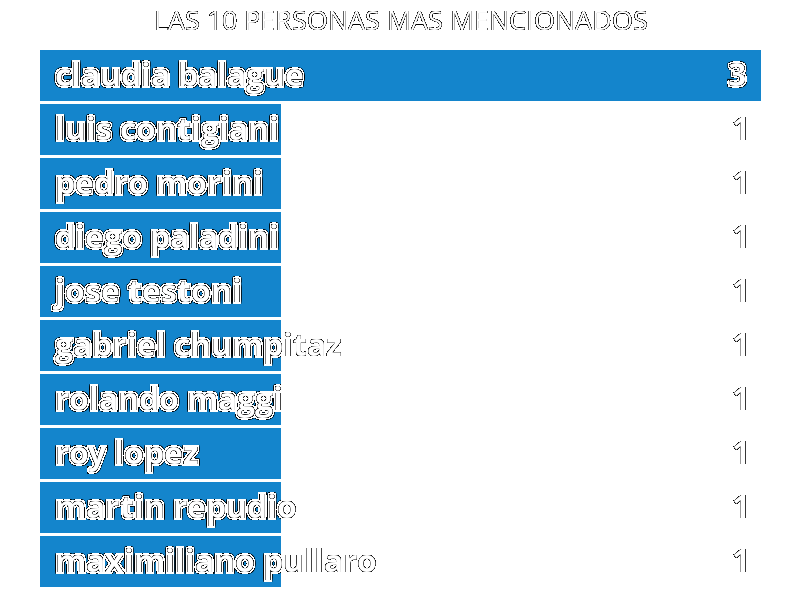 LAS 10 PERSONAS MAS MENCIONADOS
claudia balague 3
luis contigiani 1
pedro morini 1
diego paladini 1
jose testoni 1
gabriel chumpitaz 1
rolando maggi 1
roy lopez 1
martin repudio 1
maximiliano pullaro 1